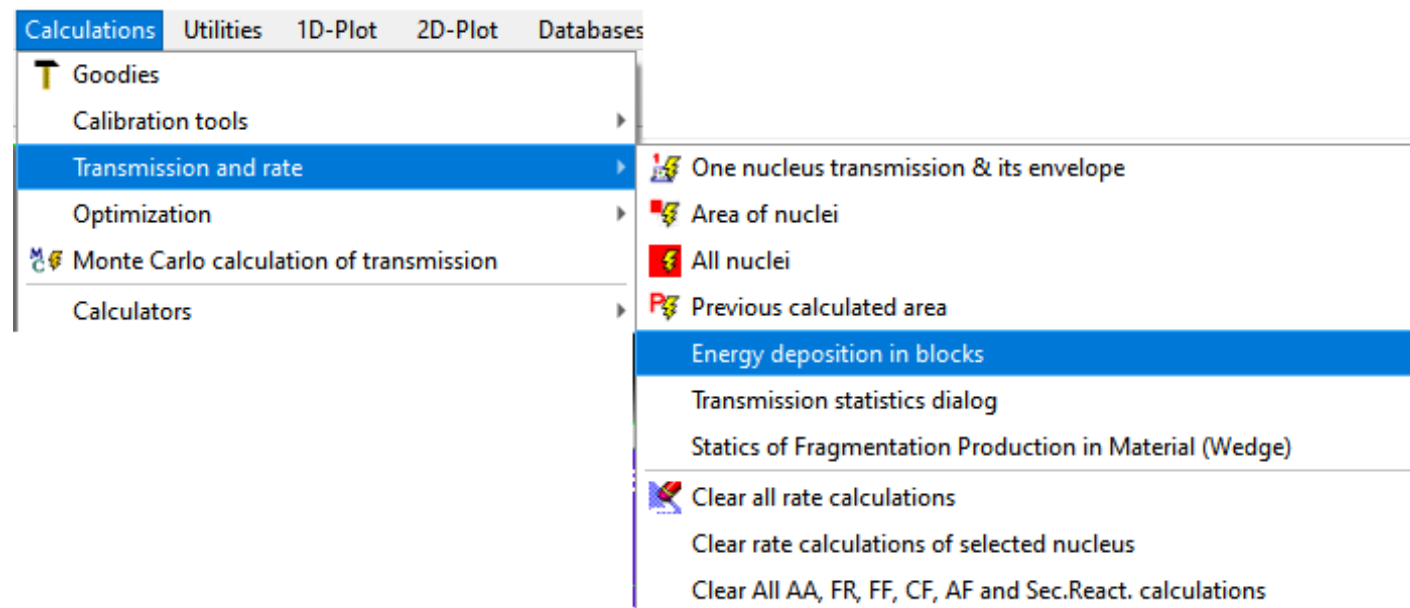 Calculations Utilities 1D-Plot 2D-Plot Databases
Goodies
Calibration tools
Transmission and rate
Optimization
Monte Carlo calculation of transmission
Calculators
One nucleus transmission & its envelope
Area of nuclei
All nuclei
Previous calculated area
Energy deposition in blocks
Transmission statistics dialog
Statics of Fragmentation Production in Material (Wedge)
Clear all rate calculations
Clear rate calculations of selected nucleus
Clear All AA, FR, FF, CF, AF and Sec.React. calculations